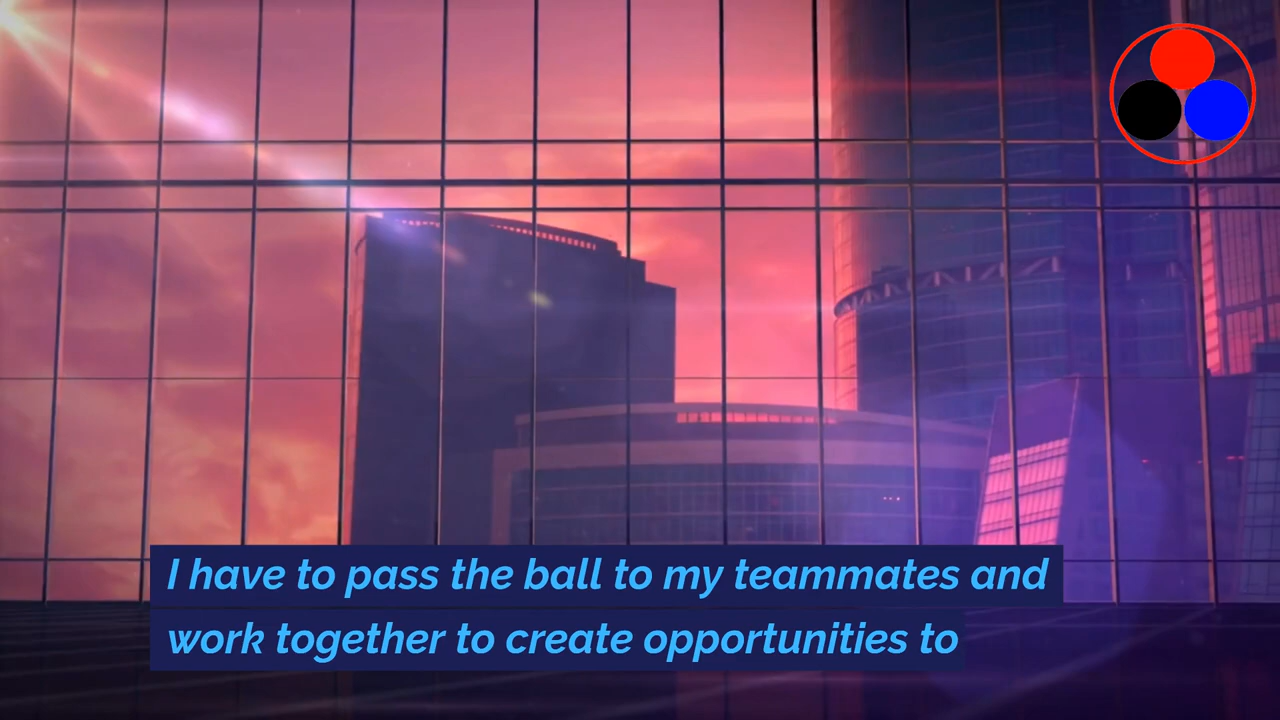 I have to pass the ball to my teammates and
work together to create opportunities to